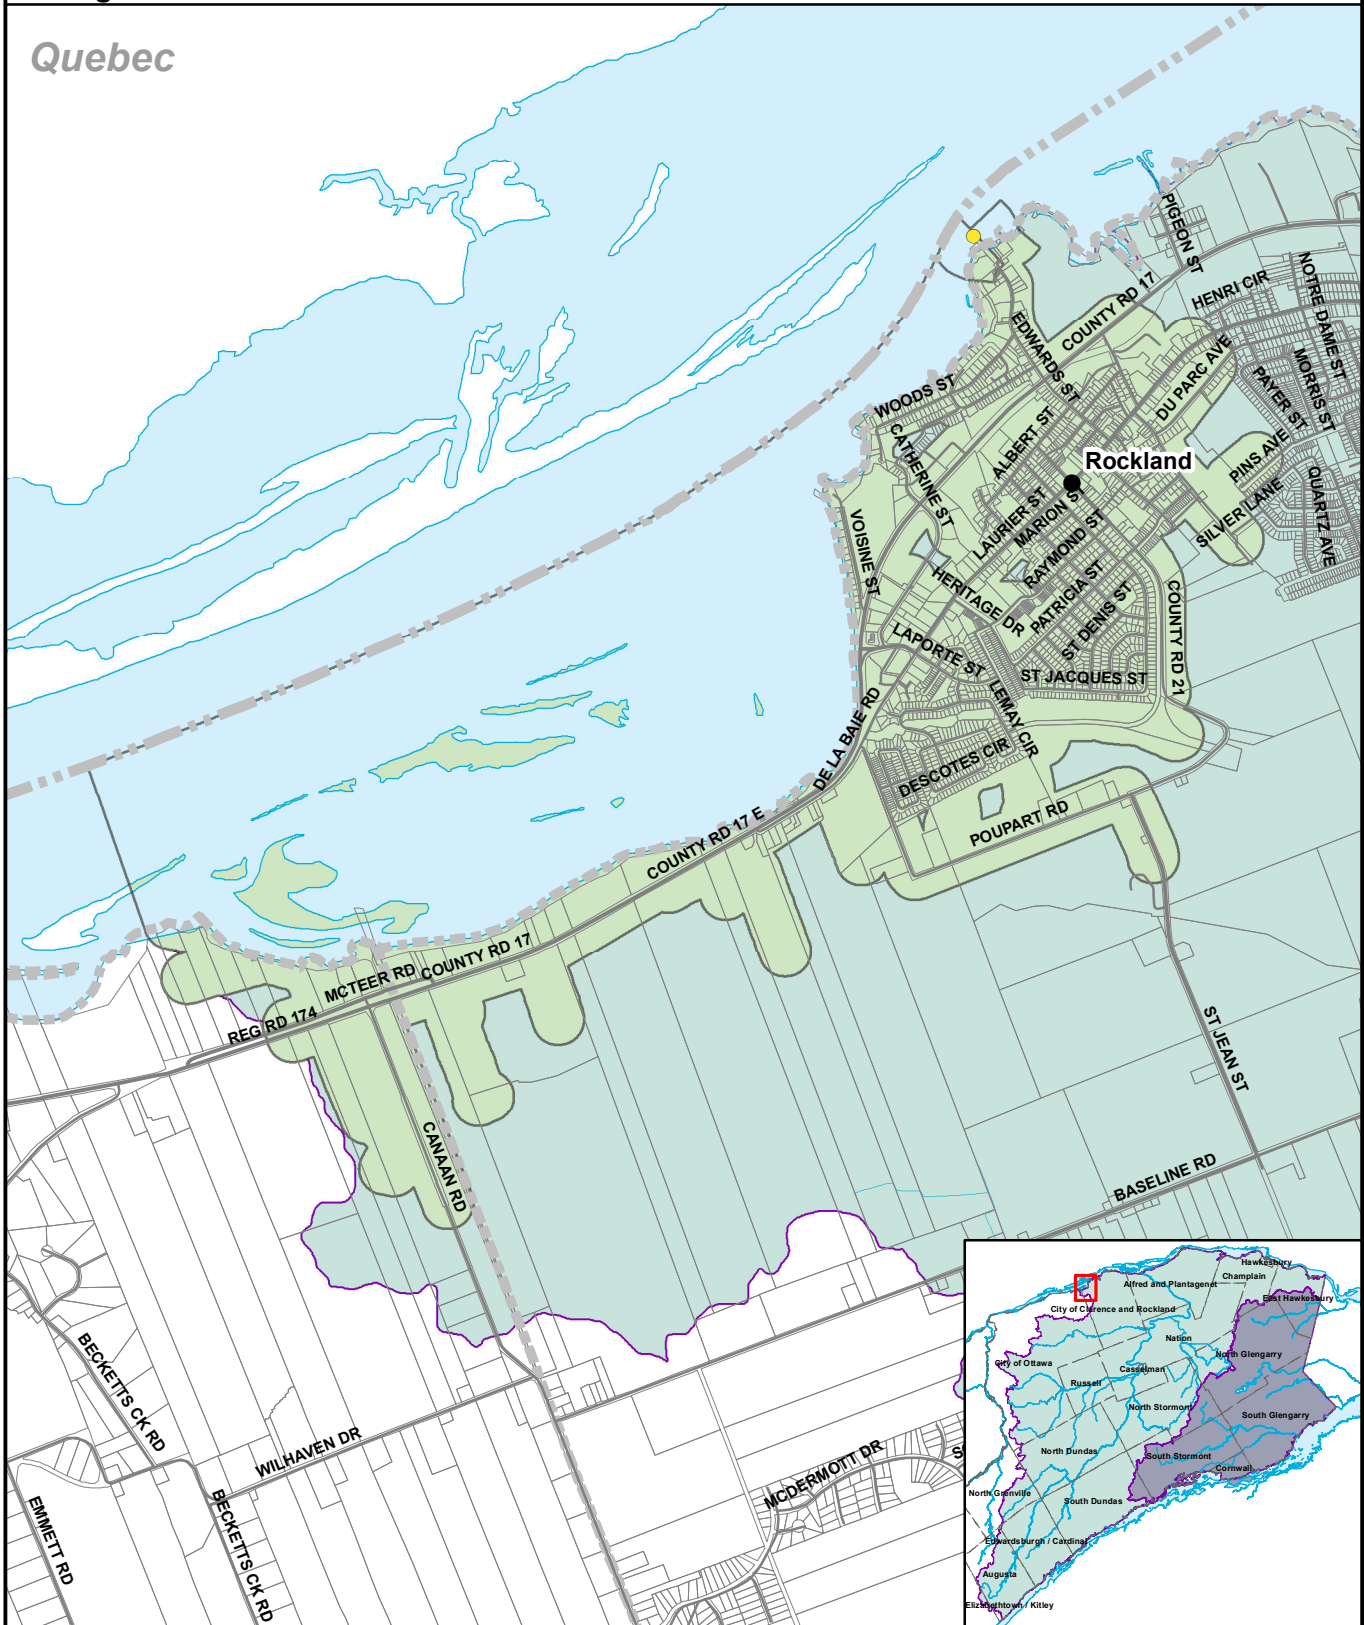 Quebec
PIGEON ST
COUNTY RD 17
HENRI CIR
NOTRE DAME ST
EDWARDS ST
DU PARC AVE
MORRIS ST
PAYER ST
WOODS ST
CATHERINE ST
ALBERT ST
Rockland
PINS AVE
SILVER LANE
QUARTZ AVE
LAURIER ST
MARION ST
RAYMOND ST
VOISINE ST
HERITAGE DR
PATRICIA ST
ST DENIS ST
COUNTY RD 21
LAPORTE ST
ST JACQUES ST
LEMAY CIR
DE LA BAIE RD
DESCOTES CIR
POUPART RD
COUNTY RD 17 E
COUNTY RD 17
MCTEER RD
REG RD 174
ST JEAN ST
CANAAN RD
BASELINE RD
BECKETTS CK RD
WILHAVEN DR
MCDERMOTT DR
BECKETTS CK RD
EMMETT RD
Hawkesbury
Champlain
Alfred and Plantagenet
East Hawkesbury
City of Clarence and Rockland
Nation
North Glengarry
City of Ottawa
Casselman
Russell
North Stormont
South Glengarry
North Dundas
South Stormont
Cornwall
North Grenville
South Dundas
Edwardsburgh / Cardinal
Augusta
Elizabethtown / Kitley